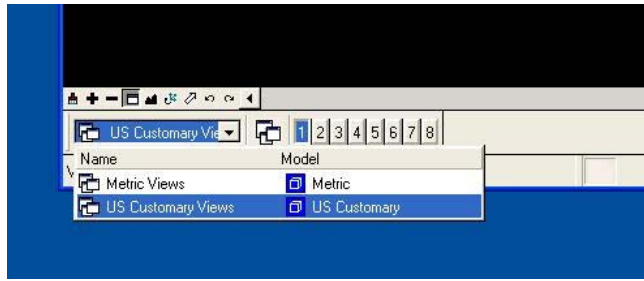 US Customary Vie
1 2 3 4 5 6 7 8
Name Model
Metric Views Metric
US Customary Views US Customary